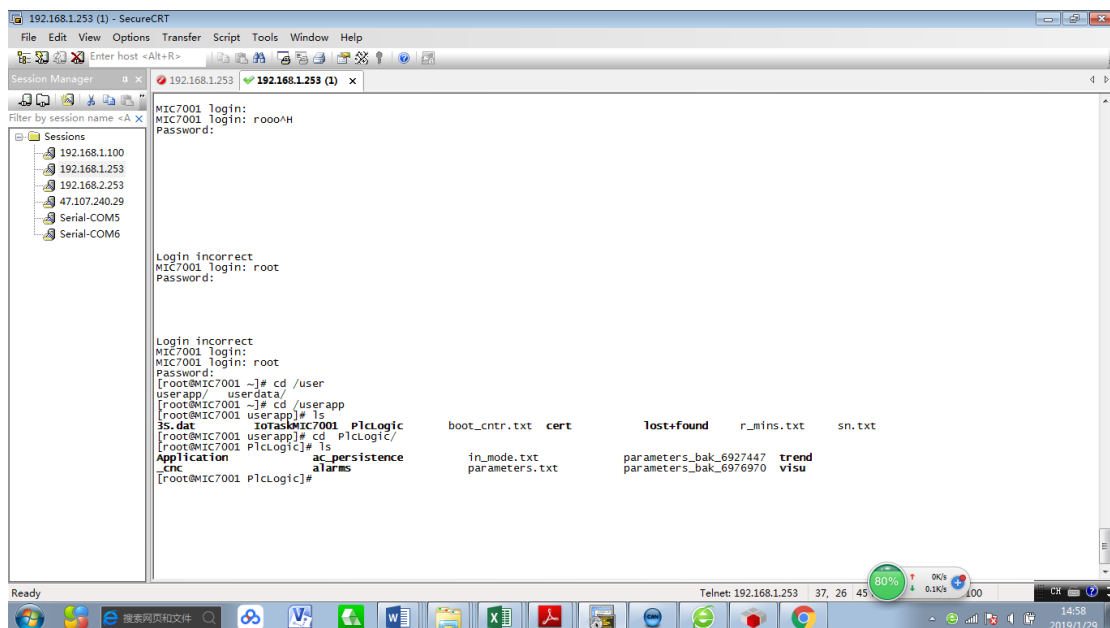 192.168.1.253 (1) - SecureCRT
File Edit View Options Transfer Script Tools Window Help
Enter host <Alt+R>
Session Manager
192.168.1.253
192.168.1.253 (1)
Filter by session name <A
Sessions
192.168.1.100
192.168.1.253
192.168.2.253
47.107.240.29
Serial-COM5
Serial-COM6
MIC7001 login:
MIC7001 login: rooo^H
Password:
Login incorrect
MIC7001 login: root
Password:
Login incorrect
MIC7001 login:
MIC7001 login: root
Password:
[root@MIC7001 ~]# cd /user
userapp/ userdata/
[root@MIC7001 ~]# cd /userapp
[root@MIC7001 userapp]# ls
3S.dat IoTaskMIC7001 PlcLogic boot_cntr.txt cert lost+found r_mins.txt sn.txt
[root@MIC7001 userapp]# cd PlcLogic/
[root@MIC7001 PlcLogic]# ls
Application ac_persistence in_mode.txt parameters_bak_6927447 trend
_cnc alarms parameters.txt parameters_bak_6976970 visu
[root@MIC7001 PlcLogic]#
Ready
Telnet: 192.168.1.253 37, 26 45
80%
0K/s
0.1K/s
100
CH
搜索网页和文件
14:58
2019/1/29